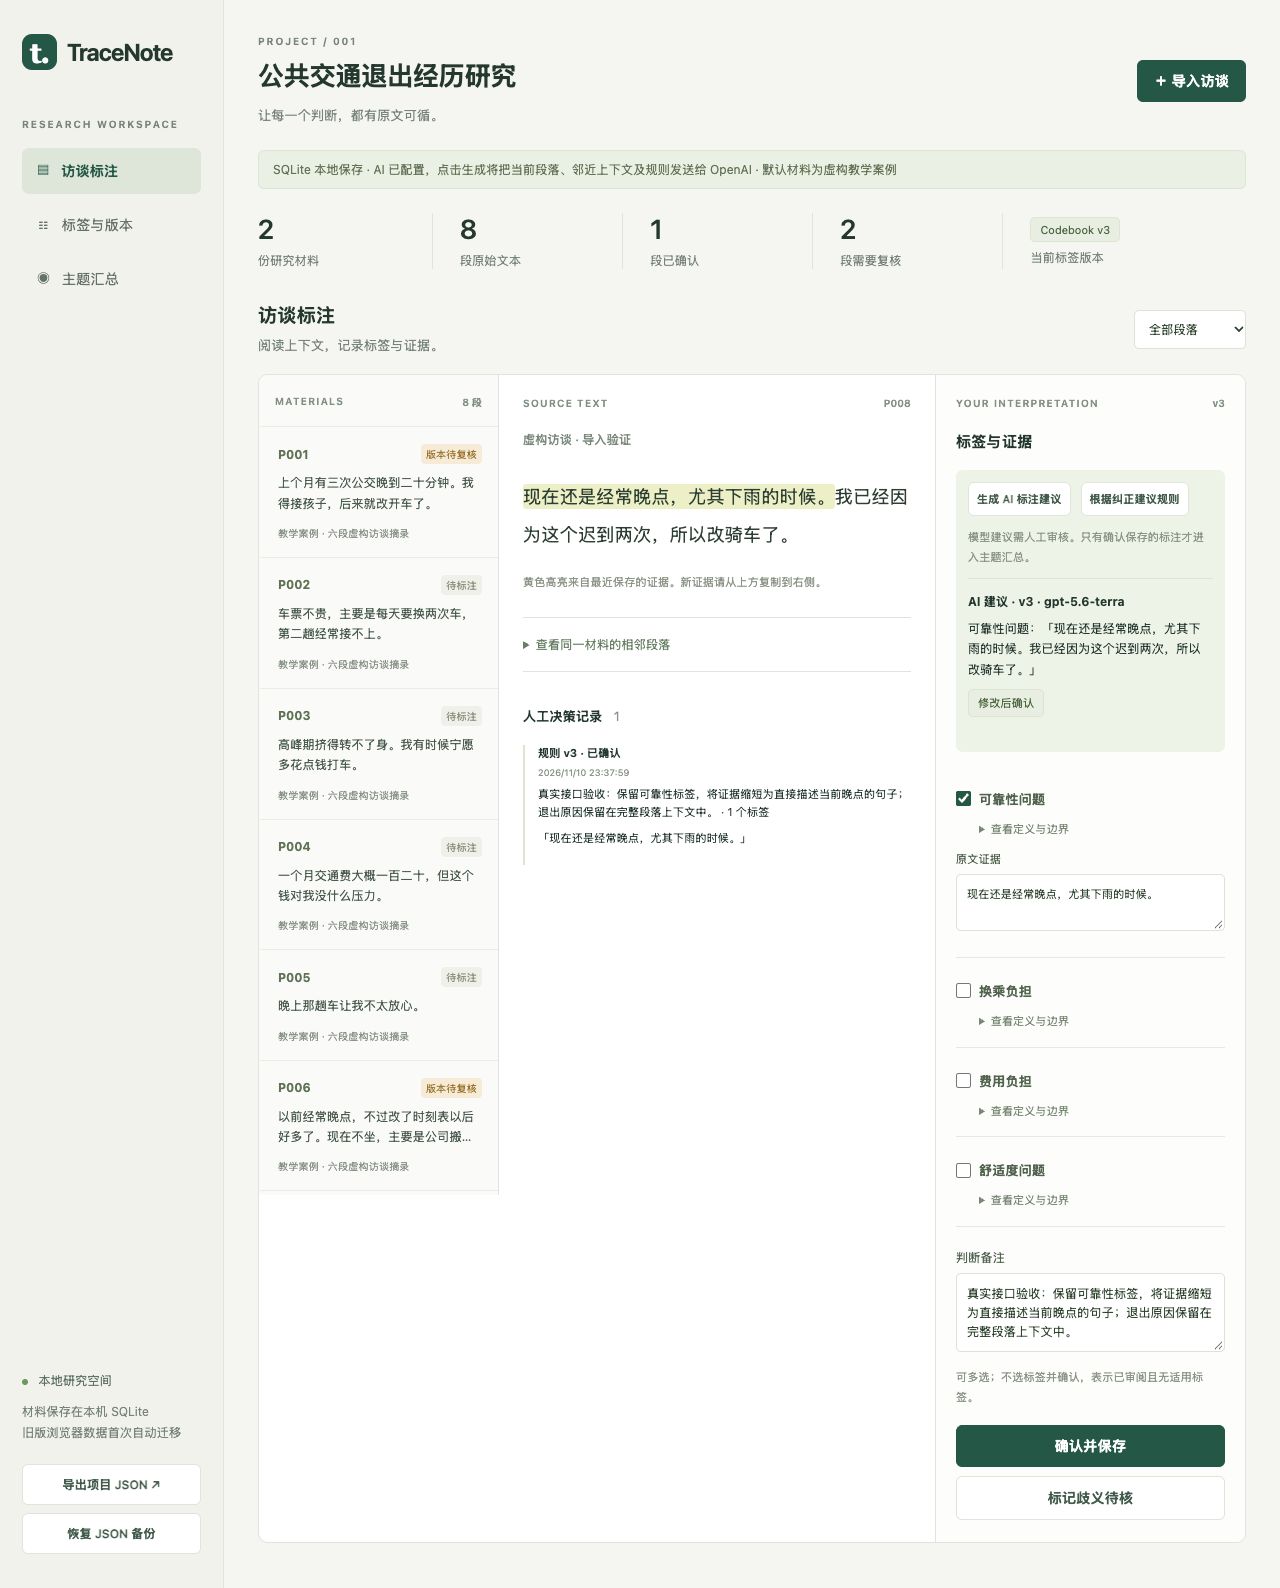 t. TraceNote
RESEARCH WORKSPACE
访谈标注
标签与版本
主题汇总
本地研究空间
材料保存在本机 SQLite
旧版浏览器数据首次自动迁移
导出项目 JSON ↗
恢复 JSON 备份
PROJECT / 001
公共交通退出经历研究
让每一个判断，都有原文可循。
+ 导入访谈
SQLite 本地保存 · AI 已配置，点击生成将把当前段落、邻近上下文及规则发送给 OpenAI · 默认材料为虚构教学案例
2
份研究材料
8
段原始文本
1
段已确认
2
段需要复核
Codebook v3
当前标签版本
访谈标注
阅读上下文，记录标签与证据。
全部段落
MATERIALS
8 段
P001
版本待复核
上个月有三次公交晚到二十分钟。我
得接孩子，后来就改开车了。
教学案例 · 六段虚构访谈摘录
P002
待标注
车票不贵，主要是每天要换两次车，
第二趟经常接不上。
教学案例 · 六段虚构访谈摘录
P003
待标注
高峰期挤得转不了身。我有时候宁愿
多花点钱打车。
教学案例 · 六段虚构访谈摘录
P004
待标注
一个月交通费大概一百二十，但这个
钱对我没什么压力。
教学案例 · 六段虚构访谈摘录
P005
待标注
晚上那趟车让我不太放心。
教学案例 · 六段虚构访谈摘录
P006
版本待复核
以前经常晚点，不过改了时刻表以后
好多了。现在不坐，主要是公司搬...
教学案例 · 六段虚构访谈摘录
SOURCE TEXT
P008
虚构访谈 · 导入验证
现在还是经常晚点，尤其下雨的时候。我已经因
为这个迟到两次，所以改骑车了。
黄色高亮来自最近保存的证据。新证据请从上方复制到右侧。
▶ 查看同一材料的相邻段落
人工决策记录 1
规则 v3 · 已确认
2026/11/10 23:37:59
真实接口验收：保留可靠性标签，将证据缩短为直接描述当前晚点的句子；
退出原因保留在完整段落上下文中。 · 1 个标签
「现在还是经常晚点，尤其下雨的时候。」
YOUR INTERPRETATION
v3
标签与证据
生成 AI 标注建议
根据纠正建议规则
模型建议需人工审核。只有确认保存的标注才进
入主题汇总。
AI 建议 · v3 · gpt-5.6-terra
可靠性问题：「现在还是经常晚点，尤其下
雨的时候。我已经因为这个迟到两次，所以
改骑车了。」
修改后确认
可靠性问题
▶ 查看定义与边界
原文证据
现在还是经常晚点，尤其下雨的时候。
换乘负担
▶ 查看定义与边界
费用负担
▶ 查看定义与边界
舒适度问题
▶ 查看定义与边界
判断备注
真实接口验收：保留可靠性标签，将证据缩短
为直接描述当前晚点的句子；退出原因保留在
完整段落上下文中。
可多选；不选标签并确认，表示已审阅且无适用标
签。
确认并保存
标记歧义待核